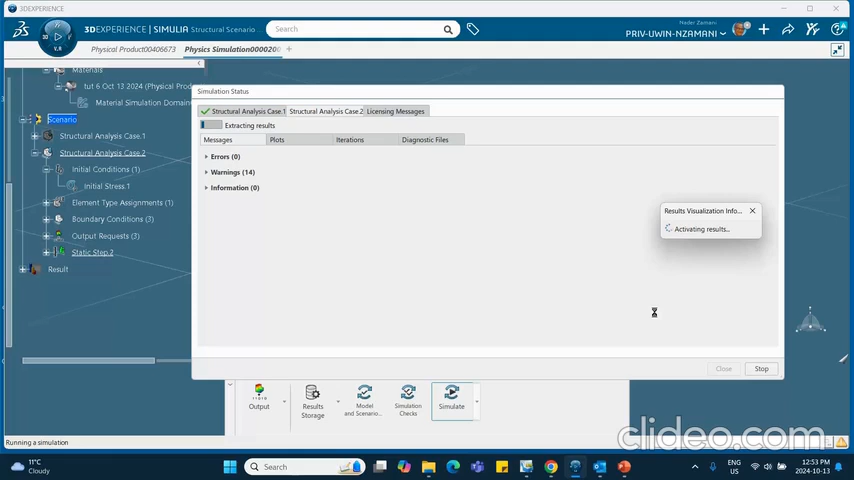 3DEXPERIENCE
3DEXPERIENCE | SIMULIA Structural Scenario
Search
Nader Zamani
PRIV-UWIN-NZAMANI
V.R
3D
Physical Product00406673
Physics Simulation0000200
Materials
tut 6 Oct 13 2024 (Physical Prod
Material Simulation Domain
Scenario
Structural Analysis Case.1
Structural Analysis Case.2
Initial Conditions (1)
Initial Stress.1
Element Type Assignments (1)
Boundary Conditions (3)
Output Requests (3)
Static Step.2
Result
Simulation Status
Structural Analysis Case.1
Structural Analysis Case.2
Licensing Messages
Extracting results
Messages
Plots
Iterations
Diagnostic Files
Errors (0)
Warnings (14)
Information (0)
Results Visualization Info...
Activating results...
Close
Stop
Output
Results
Storage
Model
and Scenario...
Simulation
Checks
Simulate
clideo.com
Running a simulation
11°C
Cloudy
Search
ENG
US
12:53 PM
2024-10-13